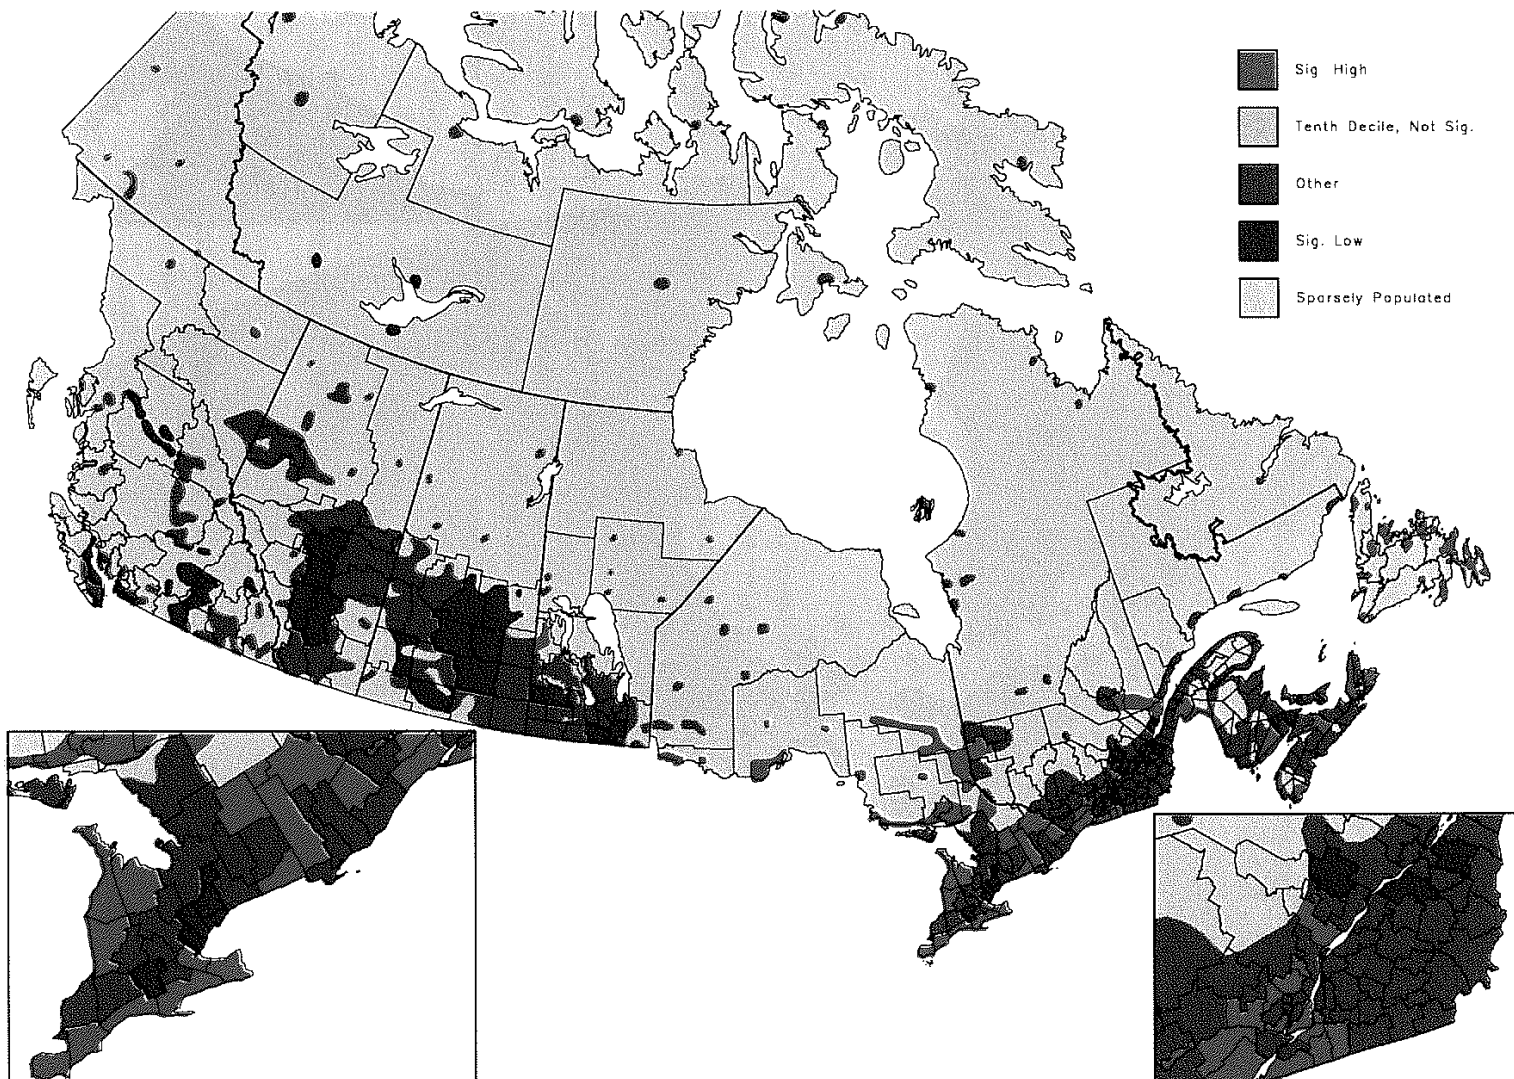 Sig High
Tenth Decile, Not Sig.
Other
Sig. Low
Sparsely Populated